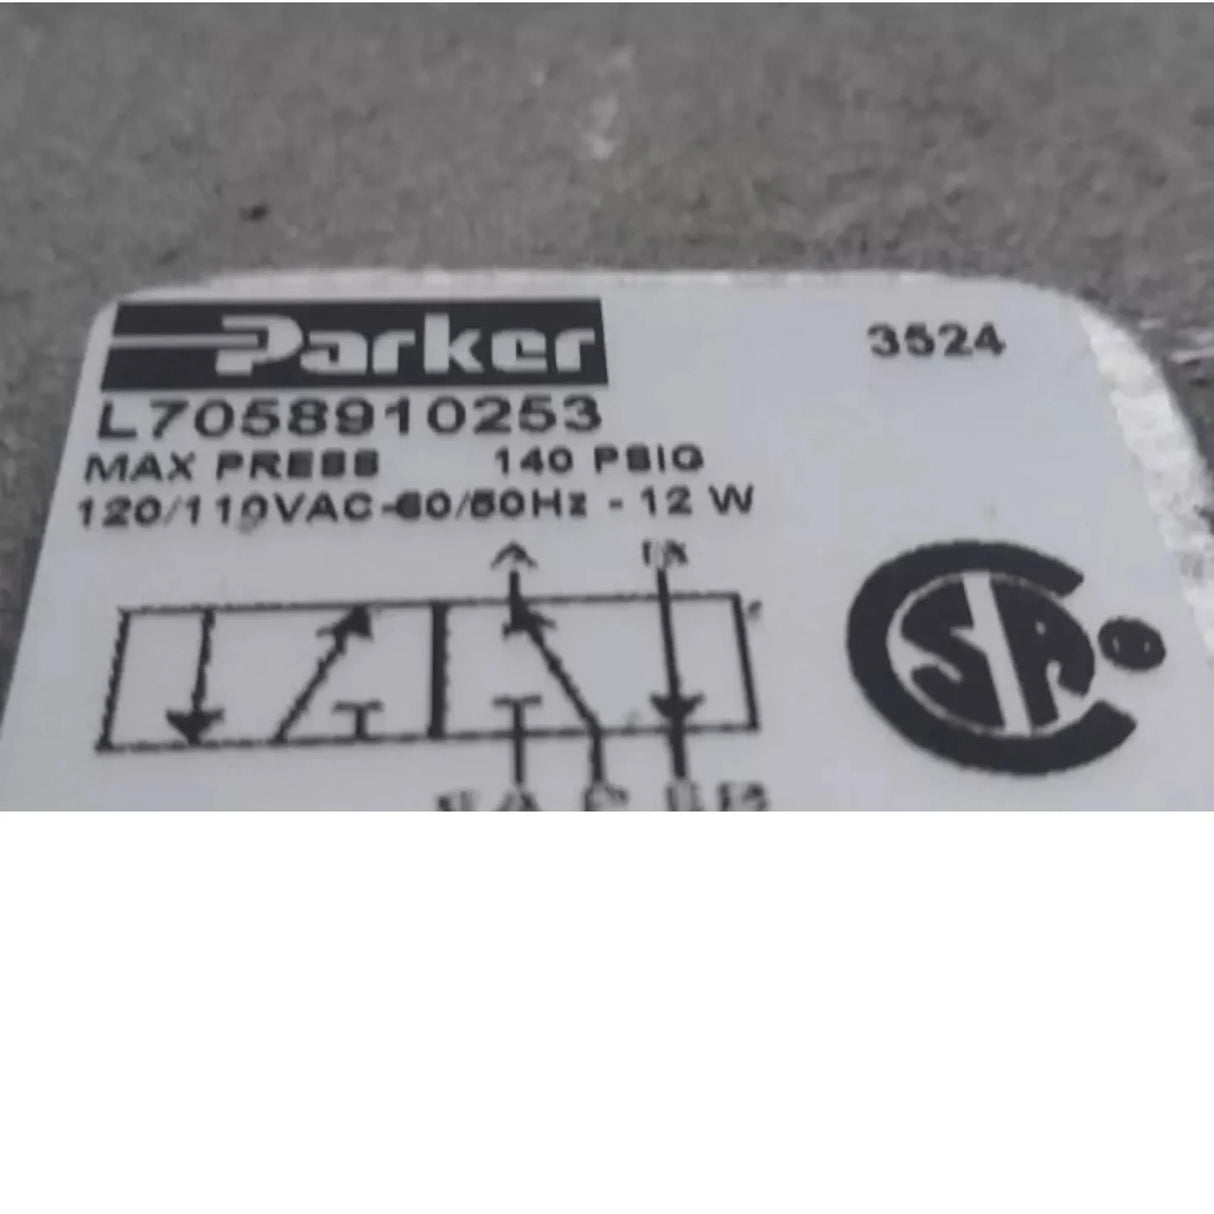 Parker
3524
L7058910253
MAX PRESS 140 PSIG
120/110VAC-60/50Hz - 12 W
A